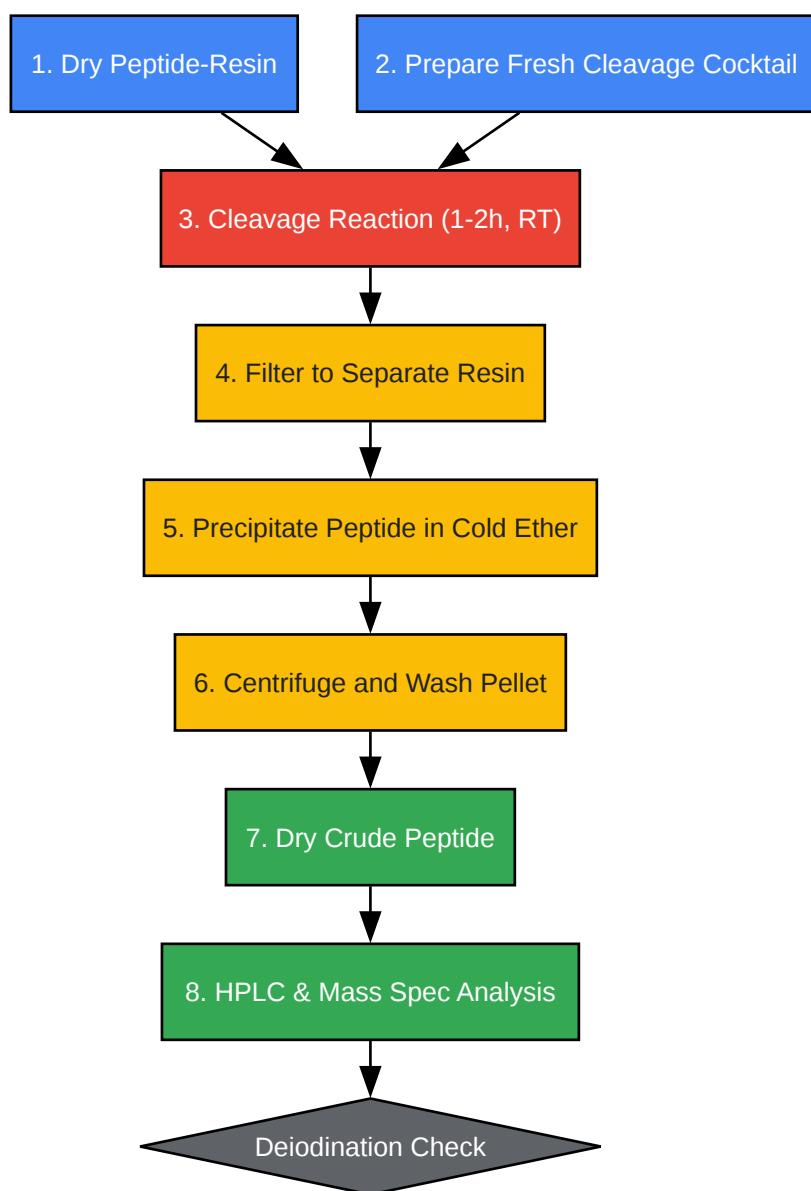 1. Dry Peptide-Resin
2. Prepare Fresh Cleavage Cocktail
3. Cleavage Reaction (1-2h, RT)
4. Filter to Separate Resin
5. Precipitate Peptide in Cold Ether
6. Centrifuge and Wash Pellet
7. Dry Crude Peptide
8. HPLC & Mass Spec Analysis
Deiodination Check